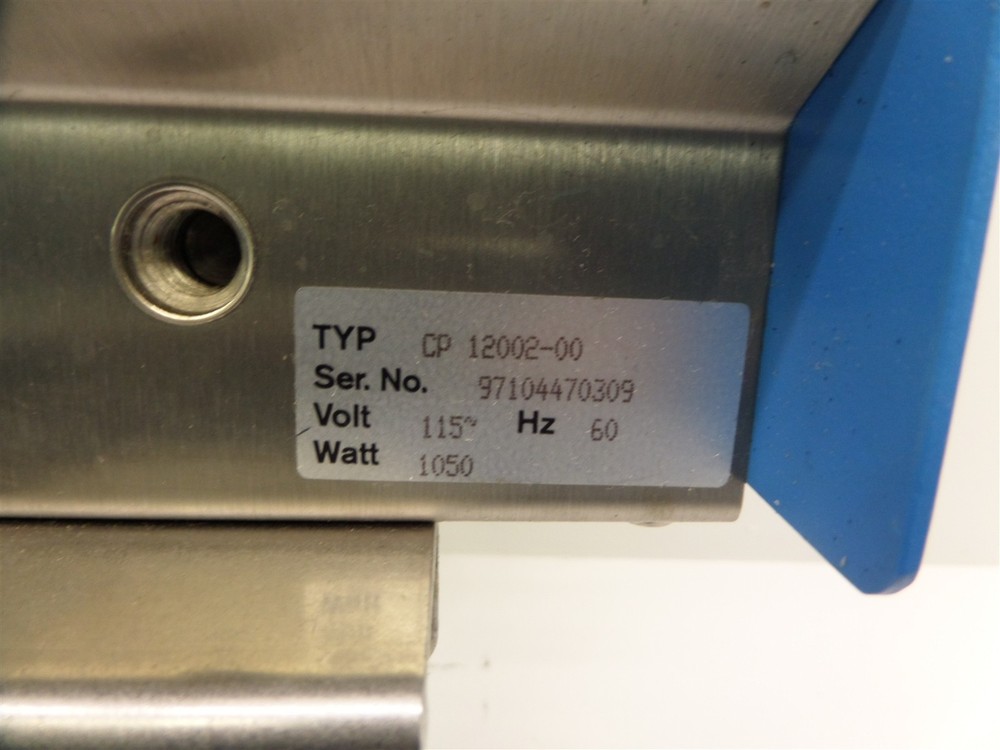 TYP CP 12002-00
Ser. No. 97104470309
Volt 115~ Hz 60
Watt 1050